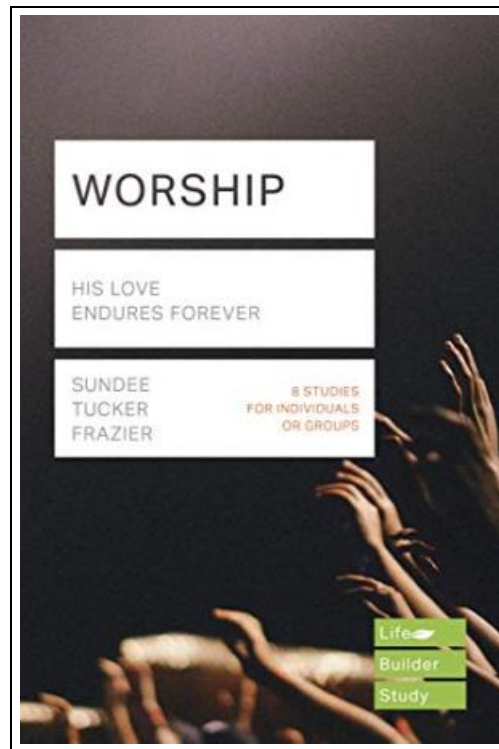 WORSHIP
HIS LOVE
ENDURES FOREVER
SUNDEE
TUCKER
FRAZIER
8 STUDIES
FOR INDIVIDUALS
OR GROUPS
Life
Builder
Study